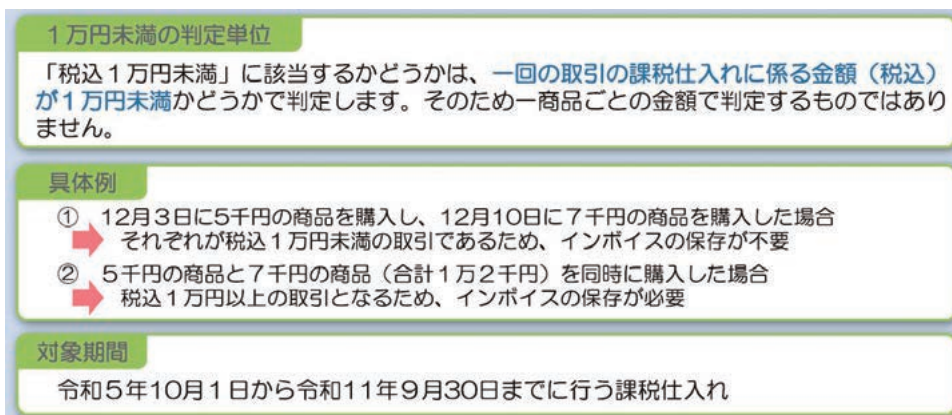 １万円未満の判定単位
「税込１万円未満」に該当するかどうかは、一回の取引の課税仕入れに係る金額（税込）
が１万円未満かどうかで判定します。そのため一商品ごとの金額で判定するものではあり
ません。
具体例
① 12月３日に5千円の商品を購入し、12月10日に７千円の商品を購入した場合
それぞれが税込１万円未満の取引であるため、インボイスの保存が不要
② ５千円の商品と７千円の商品（合計１万２千円）を同時に購入した場合
税込１万円以上の取引となるため、インボイスの保存が必要
対象期間
令和５年10月１日から令和11年９月30日までに行う課税仕入れ